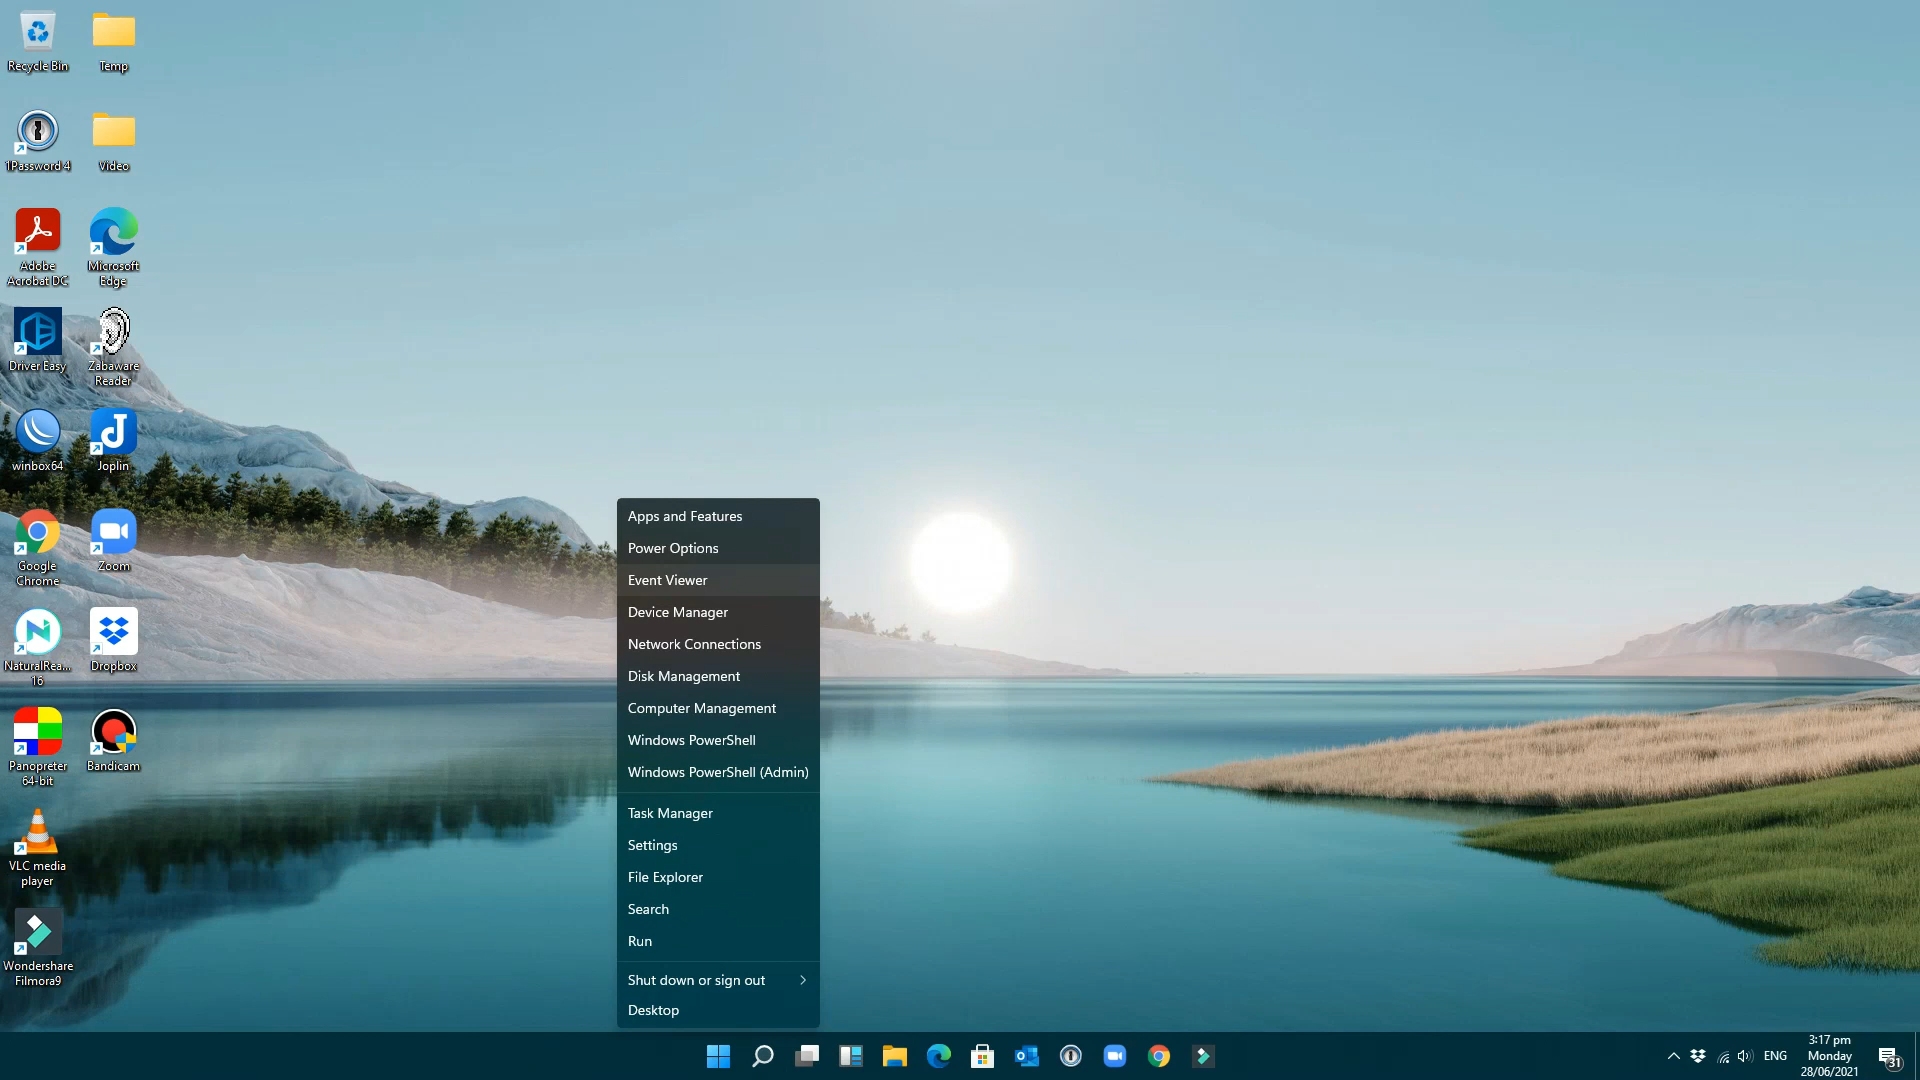 Recycle Bin
Temp
1Password 4
Video
Adobe
Acrobat DC
Microsoft
Edge
Driver Easy
Zabaware
Reader
winbox64
Joplin
Google
Chrome
Zoom
NaturalRea...
16
Dropbox
Panopreter
64-bit
Bandicam
VLC media
player
Wondershare
Filmora9
Apps and Features
Power Options
Event Viewer
Device Manager
Network Connections
Disk Management
Computer Management
Windows PowerShell
Windows PowerShell (Admin)
Task Manager
Settings
File Explorer
Search
Run
Shut down or sign out
Desktop
ENG
3:17 pm
Monday
28/06/2021
31